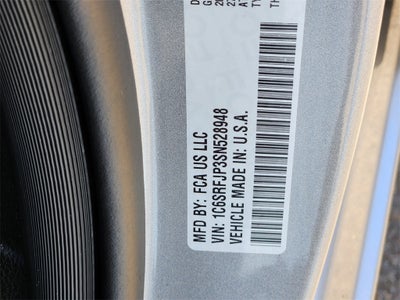 MFD BY: FCA US LLC
VIN: 1C6SRFJP3SN528948
VEHICLE MADE IN: U.S.A.